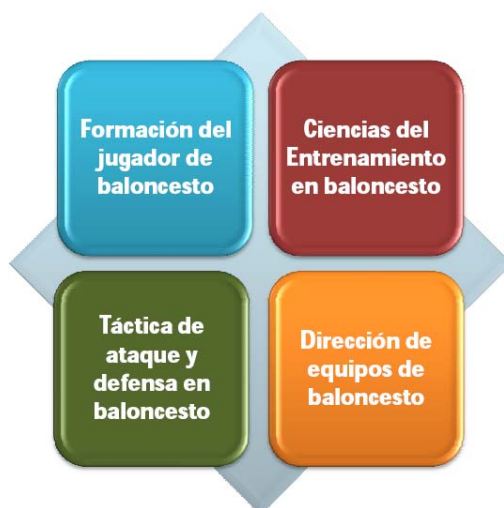 Formación del
jugador de
baloncesto
Ciencias del
Entrenamiento
en baloncesto
Táctica de
ataque y
defensa en
baloncesto
Dirección de
equipos de
baloncesto